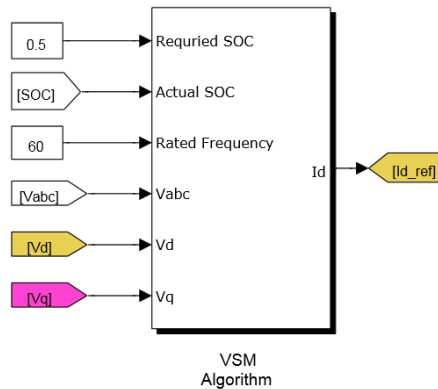 0.5
Requried SOC
[SOC]
Actual SOC
60
Rated Frequency
Id
[Id_ref]
[Vabc]
Vabc
[Vd]
Vd
[Vq]
Vq
VSM
Algorithm